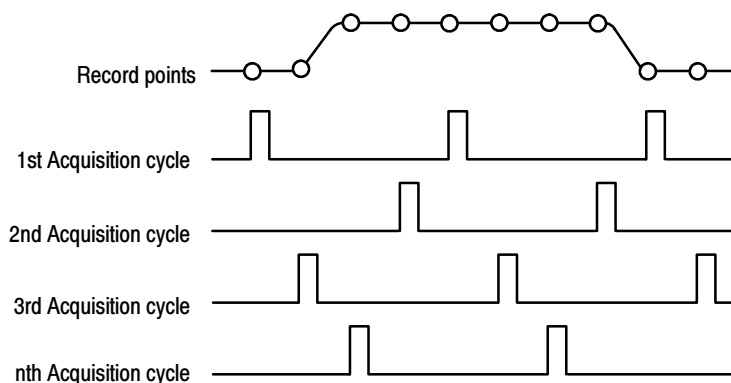 Record points
1st Acquisition cycle
2nd Acquisition cycle
3rd Acquisition cycle
nth Acquisition cycle